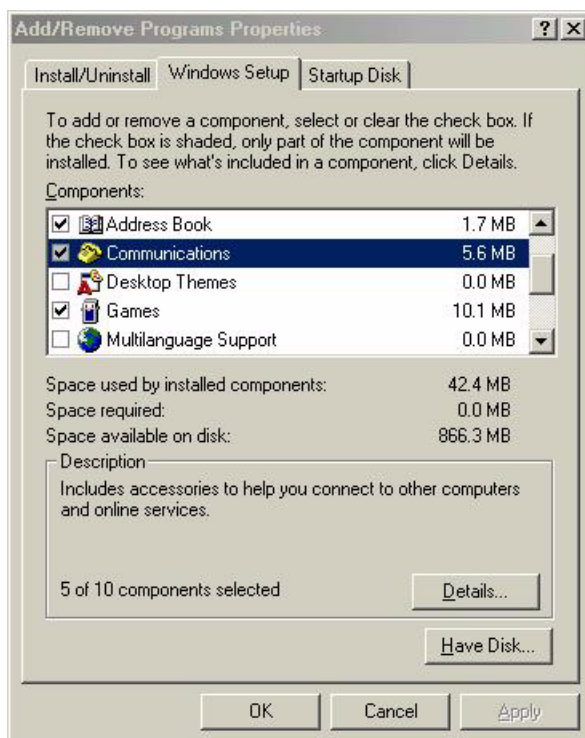 Add/Remove Programs Properties
Install/Uninstall Windows Setup Startup Disk
To add or remove a component, select or clear the check box. If
the check box is shaded, only part of the component will be
installed. To see what's included in a component, click Details.
Components:
Address Book 1.7 MB
Communications 5.6 MB
Desktop Themes 0.0 MB
Games 10.1 MB
Multilanguage Support 0.0 MB
Space used by installed components: 42.4 MB
Space required: 0.0 MB
Space available on disk: 866.3 MB
Description
Includes accessories to help you connect to other computers
and online services.
5 of 10 components selected
Details...
Have Disk...
OK Cancel Apply